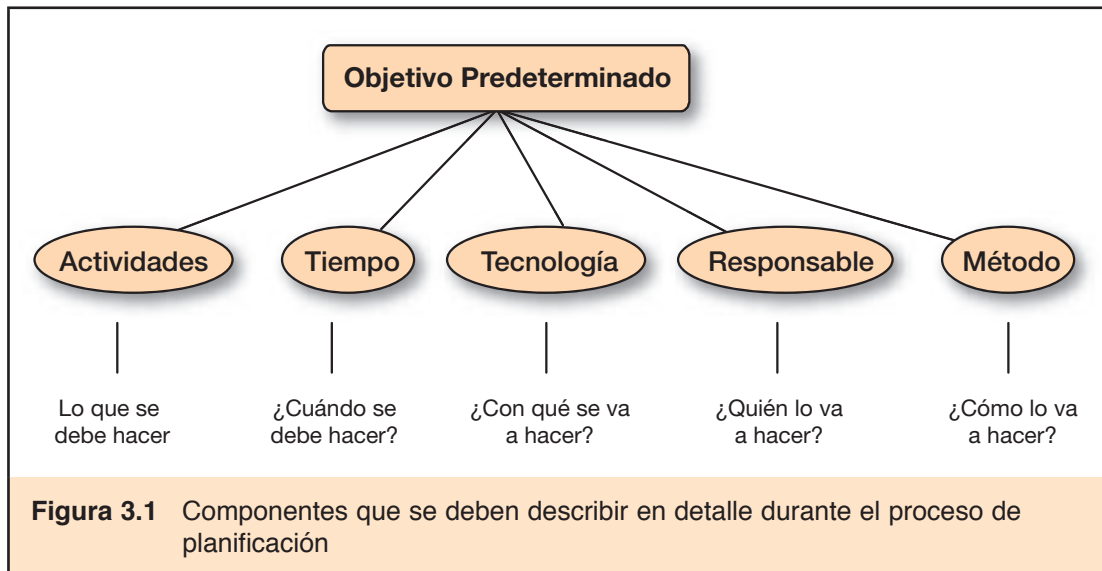 Objetivo Predeterminado
Actividades
Tiempo
Tecnología
Responsable
Método
Lo que se
debe hacer
¿Cuándo se
debe hacer?
¿Con qué se va
a hacer?
¿Quién lo va
a hacer?
¿Cómo lo va
a hacer?
Figura 3.1 Componentes que se deben describir en detalle durante el proceso de
planificación